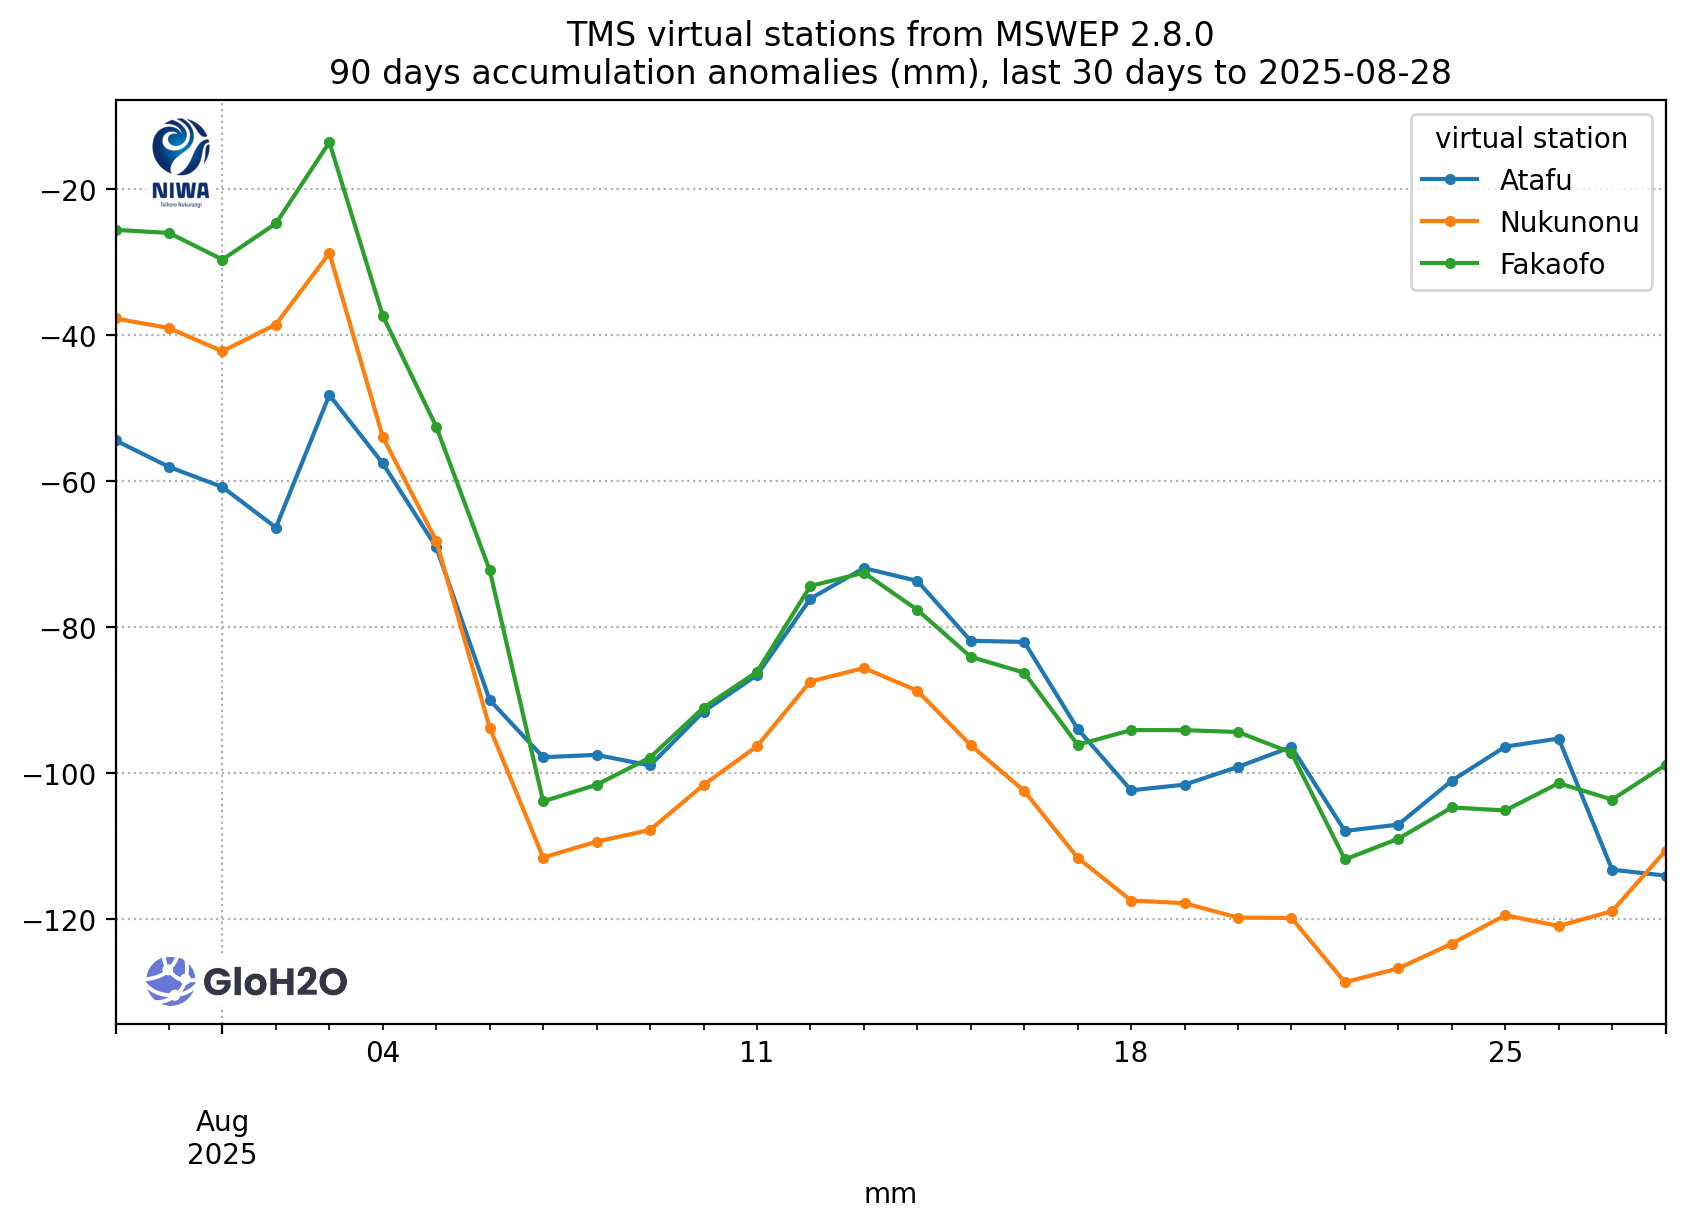 TMS virtual stations from MSWEP 2.8.0
90 days accumulation anomalies (mm), last 30 days to 2025-08-28
NIWA
Taihoro Nukurangi
virtual station
Atafu
Nukunonu
Fakaofo
−20
−40
−60
−80
−100
−120
GloH2O
04
11
18
25
Aug
2025
mm